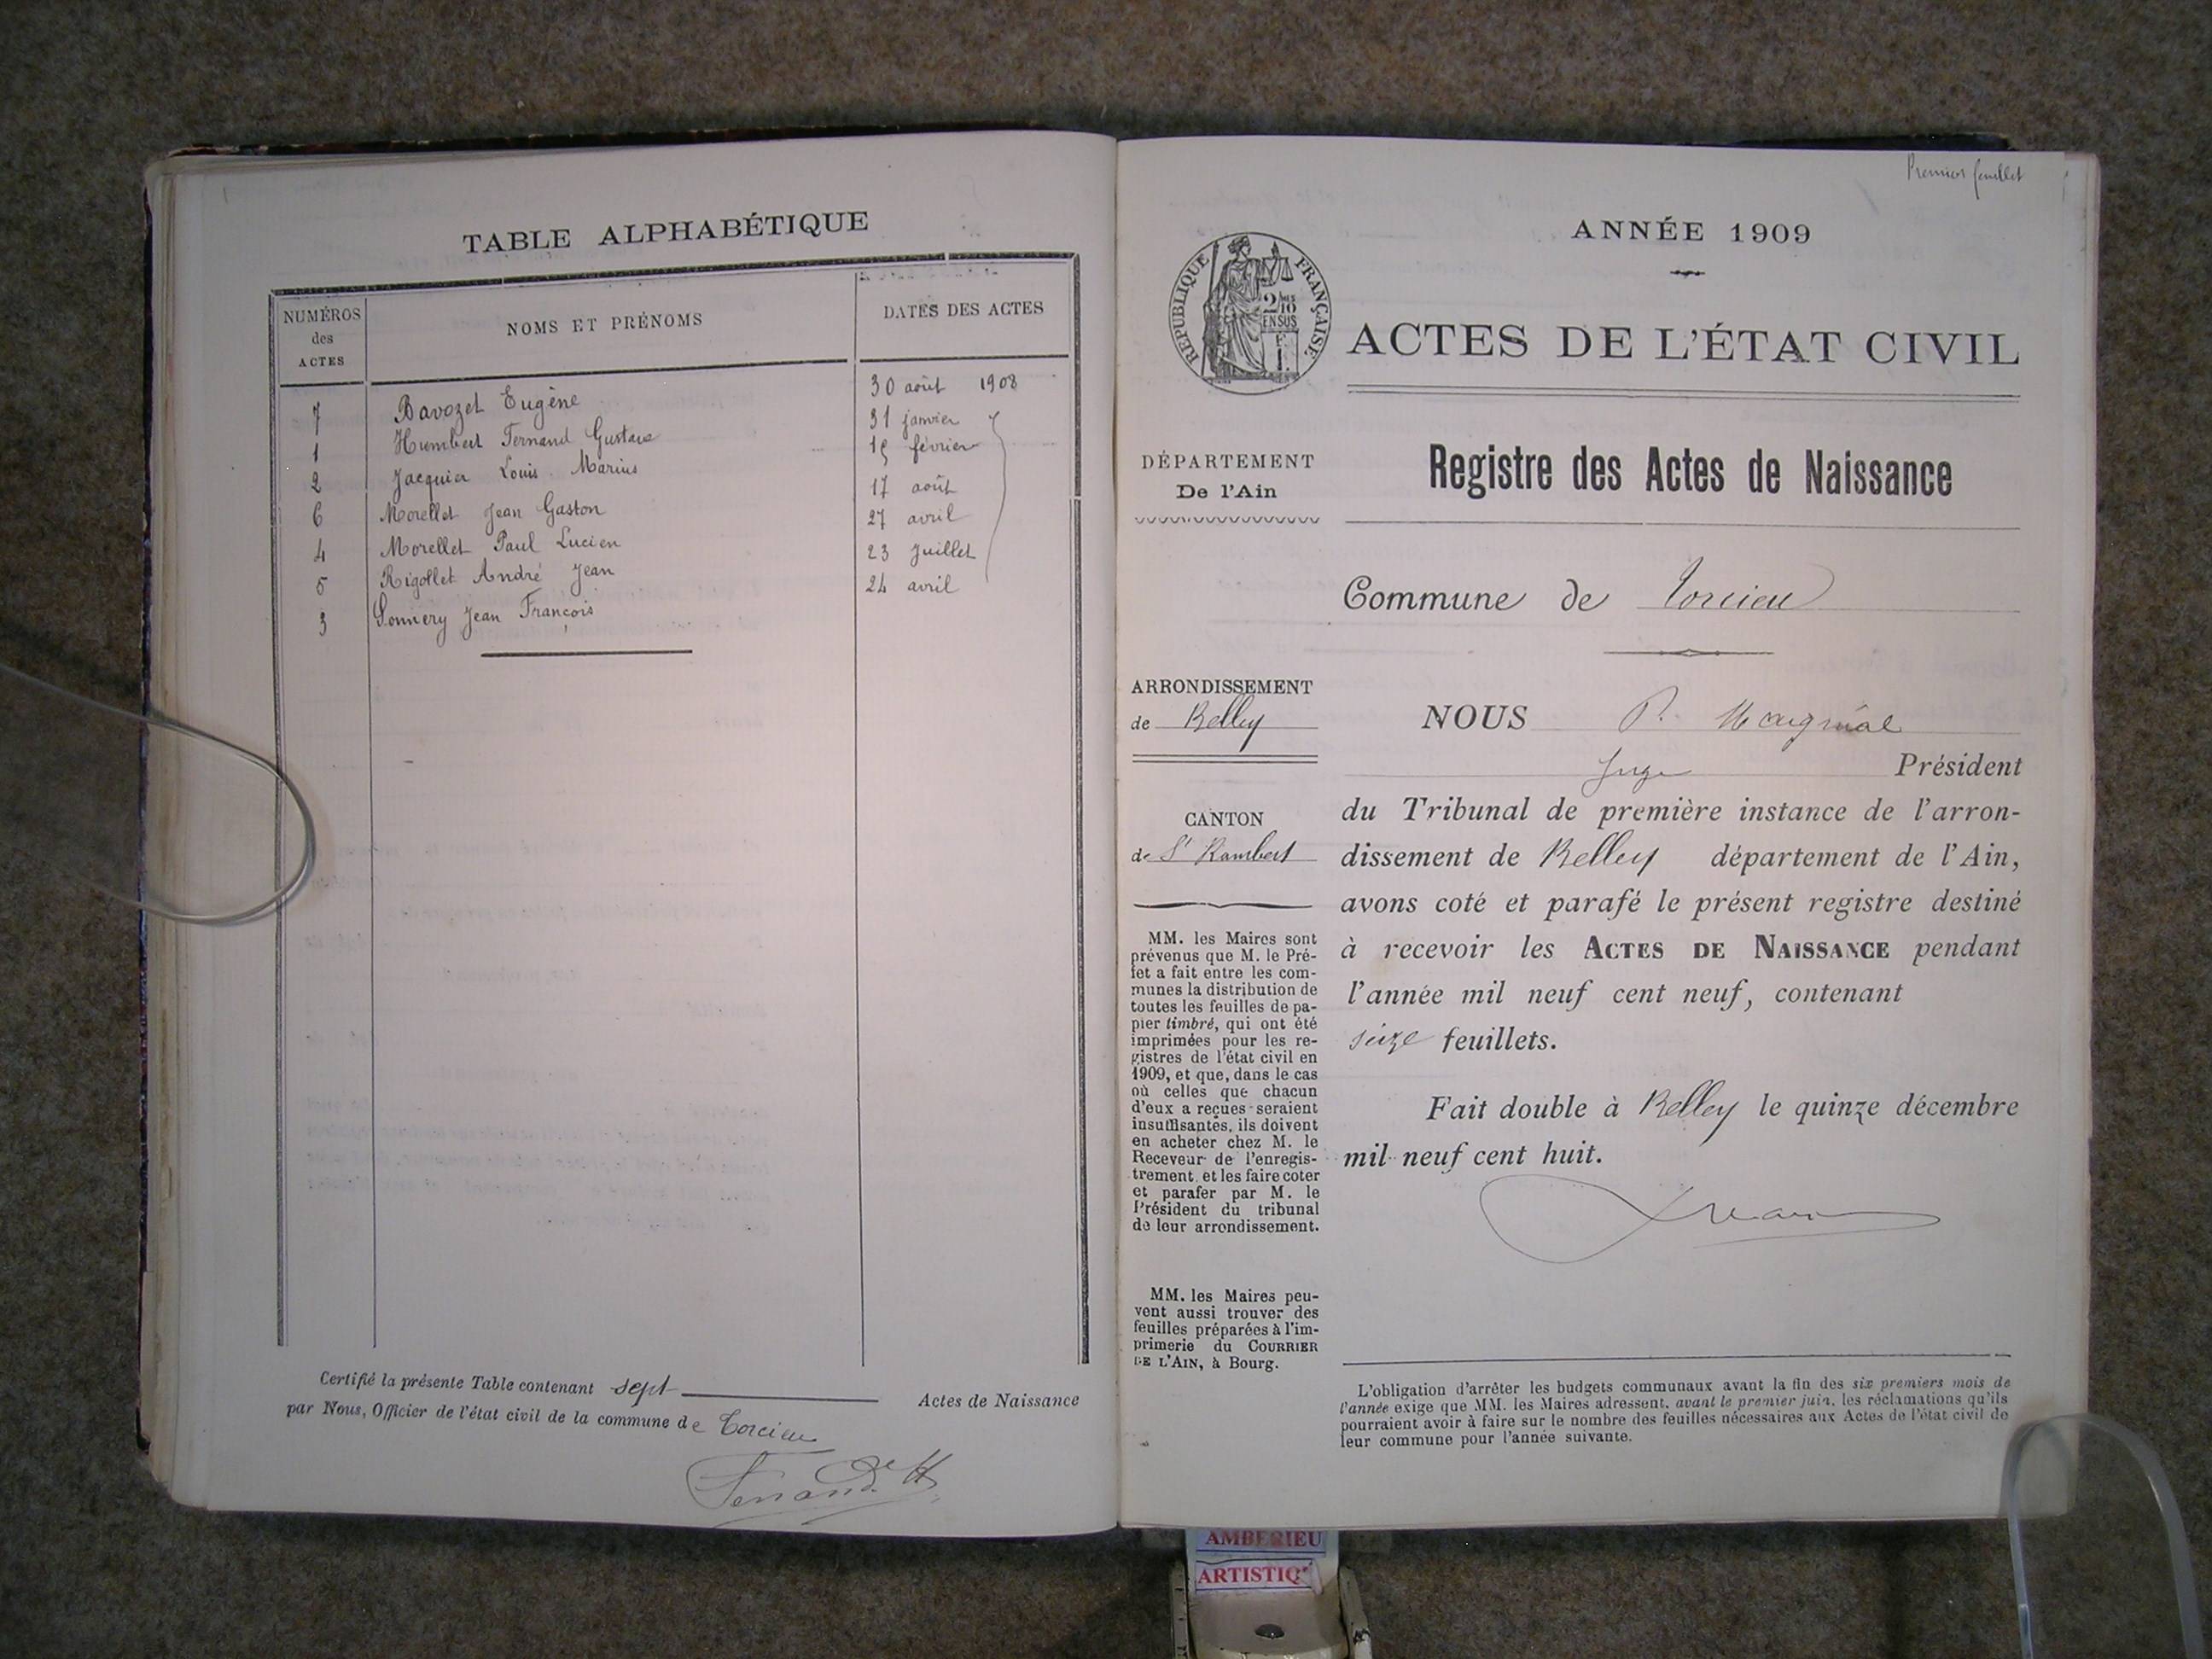 TABLE ALPHABÉTIQUE
NUMÉROS des ACTES
NOMS ET PRÉNOMS
DATES DES ACTES
7 Bavozet Eugène 30 août 1908
1 Humbert Fernand Gustave 31 janvier
2 Jacquier Louis Marius 15 février
6 Morellet Jean Gaston 17 août
4 Morellet Paul Lucien 27 avril
5 Rigollet André Jean 23 Juillet
3 Sonnery Jean François 24 avril
Certifié la présente Table contenant sept Actes de Naissance
par Nous, Officier de l'état civil de la commune de Torcieu
Premier feuillet
ANNÉE 1909
RÉPUBLIQUE FRANÇAISE
2/10
EN SUS
ACTES DE L'ÉTAT CIVIL
DÉPARTEMENT
De l'Ain
Registre des Actes de Naissance
Commune de Torcieu
ARRONDISSEMENT
de Belley
CANTON
de St Rambert
MM. les Maires sont
prévenus que M. le Pré-
fet a fait entre les com-
munes la distribution de
toutes les feuilles de pa-
pier timbré, qui ont été
imprimées pour les re-
gistres de l'état civil en
1909, et que, dans le cas
où celles que chacun
d'eux a reçues seraient
insuffisantes, ils doivent
en acheter chez M. le
Receveur de l'enregis-
trement et les faire coter
et parafer par M. le
Président du tribunal
de leur arrondissement.
MM. les Maires peu-
vent aussi trouver des
feuilles préparées à l'im-
primerie du COURRIER
DE L'AIN, à Bourg.
NOUS P.
Juge Président
du Tribunal de première instance de l'arron-
dissement de Belley département de l'Ain,
avons coté et parafé le présent registre destiné
à recevoir les ACTES DE NAISSANCE pendant
l'année mil neuf cent neuf, contenant
seize feuillets.
Fait double à Belley le quinze décembre
mil neuf cent huit.
L'obligation d'arrêter les budgets communaux avant la fin des six premiers mois de
l'année exige que MM. les Maires adressent, avant le premier juin, les réclamations qu'ils
pourraient avoir à faire sur le nombre des feuilles nécessaires aux Actes de l'état civil de
leur commune pour l'année suivante.
AMBERIEU
ARTISTIQ